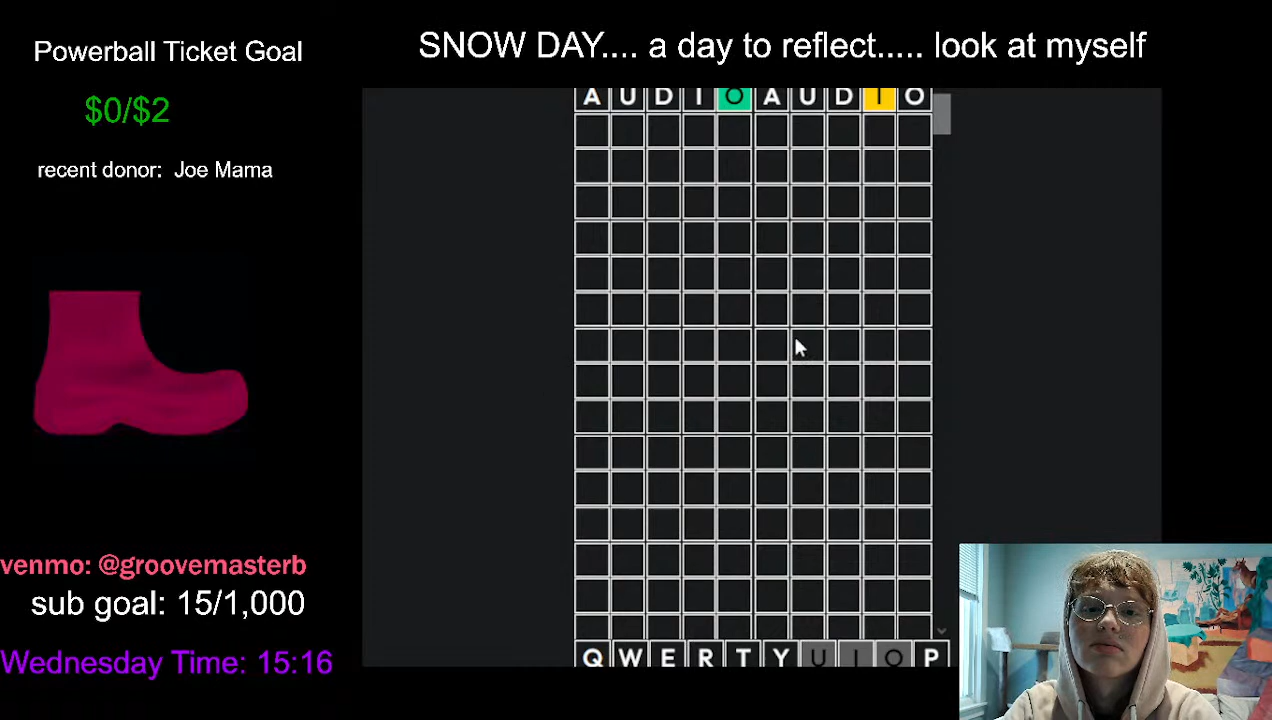 Powerball Ticket Goal
$0/$2
recent donor: Joe Mama
SNOW DAY.... a day to reflect..... look at myself
A U D I O A U D I O
Q W E R T Y U I O P
venmo: @groovemasterb
sub goal: 15/1,000
Wednesday Time: 15:16